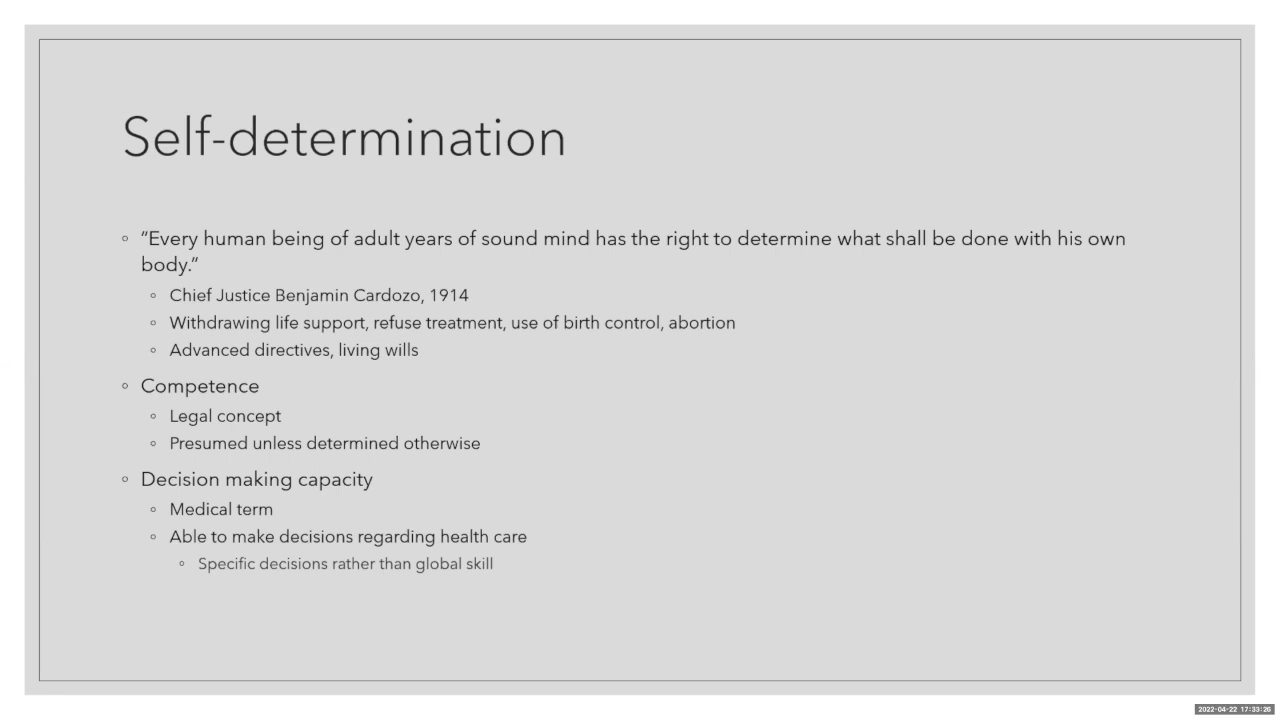 Self-determination
“Every human being of adult years of sound mind has the right to determine what shall be done with his own
body.”
Chief Justice Benjamin Cardozo, 1914
Withdrawing life support, refuse treatment, use of birth control, abortion
Advanced directives, living wills
Competence
Legal concept
Presumed unless determined otherwise
Decision making capacity
Medical term
Able to make decisions regarding health care
Specific decisions rather than global skill
2022-04-22 17:33:26